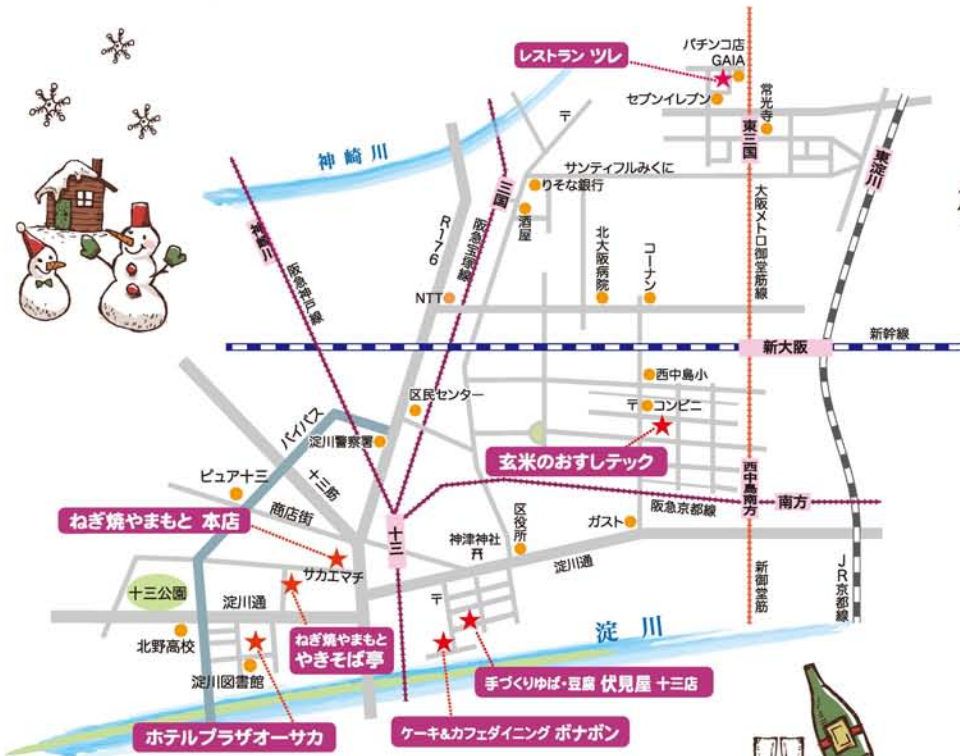 パチンコ店
GAIA
レストラン ツレ
セブンイレブン
常光寺
〒
東三国
東淀川
神崎川
サンティフルみくに
りそな銀行
三国
酒屋
R176
阪急宝塚線
大阪メトロ御堂筋線
神崎川
阪急神戸線
北大阪病院
コーナン
NTT
新幹線
新大阪
西中島小
区民センター
〒
コンビニ
バイパス
淀川警察署
玄米のおすしテック
十三筋
ピュア十三
西中島南方
南方
商店街
阪急京都線
ねぎ焼やまもと 本店
十三
区役所
ガスト
神津神社
淀川通
サカエマチ
新御堂筋
JR京都線
十三公園
淀川通
〒
北野高校
ねぎ焼やまもと
やきそば亭
淀川
淀川図書館
手づくりゆば・豆腐 伏見屋 十三店
ホテルプラザオーサカ
ケーキ&カフェダイニング ボナボン